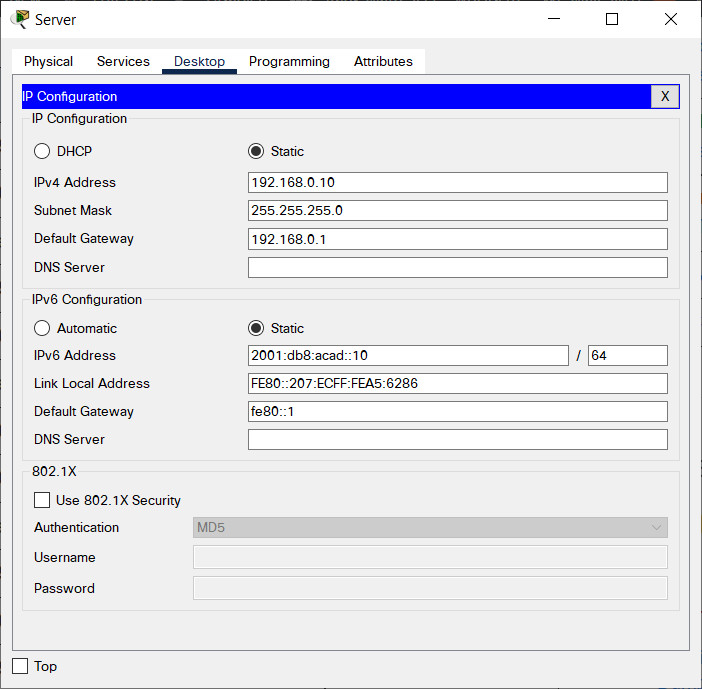 Server
Physical Services Desktop Programming Attributes
IP Configuration X
IP Configuration
DHCP Static
IPv4 Address 192.168.0.10
Subnet Mask 255.255.255.0
Default Gateway 192.168.0.1
DNS Server
IPv6 Configuration
Automatic Static
IPv6 Address 2001:db8:acad::10 / 64
Link Local Address FE80::207:ECFF:FEA5:6286
Default Gateway fe80::1
DNS Server
802.1X
Use 802.1X Security
Authentication MD5
Username
Password
Top